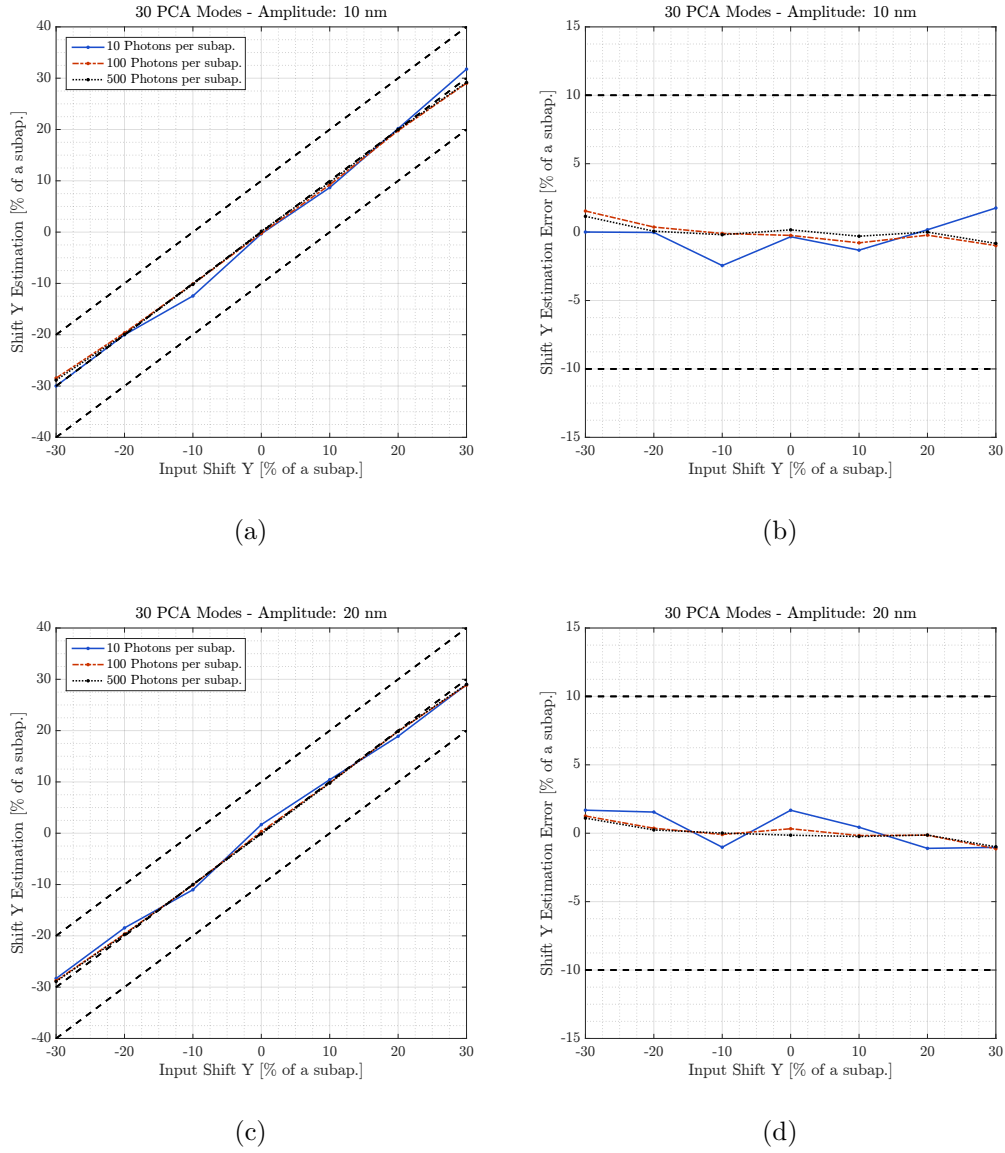 30 PCA Modes - Amplitude: 10 nm
40
30
20
10
0
-10
-20
-30
-40
Shift Y Estimation [% of a subap.]
10 Photons per subap.
100 Photons per subap.
500 Photons per subap.
-30 -20 -10 0 10 20 30
Input Shift Y [% of a subap.]
(a)
30 PCA Modes - Amplitude: 10 nm
15
10
5
0
-5
-10
-15
Shift Y Estimation Error [% of a subap.]
-30 -20 -10 0 10 20 30
Input Shift Y [% of a subap.]
(b)
30 PCA Modes - Amplitude: 20 nm
40
30
20
10
0
-10
-20
-30
-40
Shift Y Estimation [% of a subap.]
10 Photons per subap.
100 Photons per subap.
500 Photons per subap.
-30 -20 -10 0 10 20 30
Input Shift Y [% of a subap.]
(c)
30 PCA Modes - Amplitude: 20 nm
15
10
5
0
-5
-10
-15
Shift Y Estimation Error [% of a subap.]
-30 -20 -10 0 10 20 30
Input Shift Y [% of a subap.]
(d)